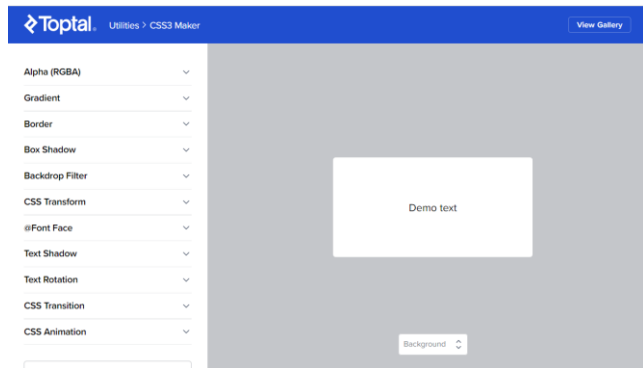 Toptal. Utilities > CSS3 Maker View Gallery
Alpha (RGBA)
Gradient
Border
Box Shadow
Backdrop Filter
CSS Transform
@Font Face
Text Shadow
Text Rotation
CSS Transition
CSS Animation
Demo text
Background